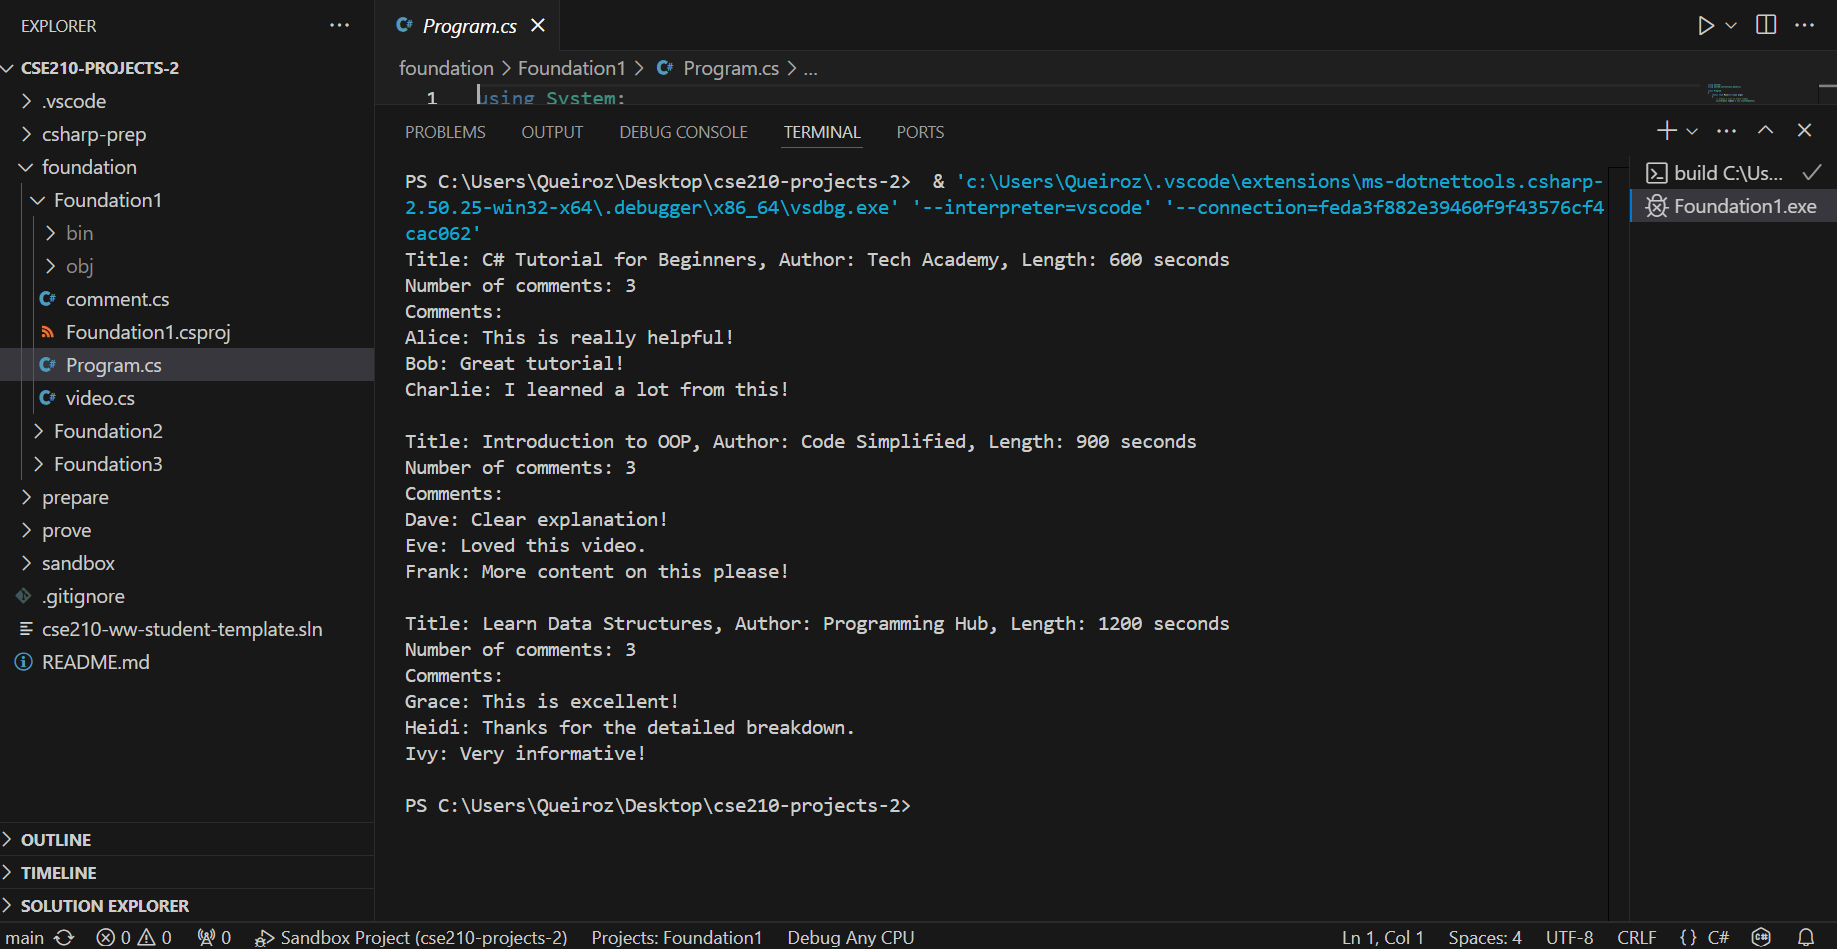 EXPLORER
CSE210-PROJECTS-2
.vscode
csharp-prep
foundation
Foundation1
bin
obj
comment.cs
Foundation1.csproj
Program.cs
video.cs
Foundation2
Foundation3
prepare
prove
sandbox
.gitignore
cse210-ww-student-template.sln
README.md
OUTLINE
TIMELINE
SOLUTION EXPLORER
Program.cs
foundation > Foundation1 > Program.cs > ...
1 using System;
PROBLEMS OUTPUT DEBUG CONSOLE TERMINAL PORTS
PS C:\Users\Queiroz\Desktop\cse210-projects-2>  & 'c:\Users\Queiroz\.vscode\extensions\ms-dotnettools.csharp-
2.50.25-win32-x64\.debugger\x86_64\vsdbg.exe' '--interpreter=vscode' '--connection=feda3f882e39460f9f43576cf4
cac062'
Title: C# Tutorial for Beginners, Author: Tech Academy, Length: 600 seconds
Number of comments: 3
Comments:
Alice: This is really helpful!
Bob: Great tutorial!
Charlie: I learned a lot from this!
Title: Introduction to OOP, Author: Code Simplified, Length: 900 seconds
Number of comments: 3
Comments:
Dave: Clear explanation!
Eve: Loved this video.
Frank: More content on this please!
Title: Learn Data Structures, Author: Programming Hub, Length: 1200 seconds
Number of comments: 3
Comments:
Grace: This is excellent!
Heidi: Thanks for the detailed breakdown.
Ivy: Very informative!
PS C:\Users\Queiroz\Desktop\cse210-projects-2>
build C:\Us...
Foundation1.exe
main 0 0 0 Sandbox Project (cse210-projects-2) Projects: Foundation1 Debug Any CPU Ln 1, Col 1 Spaces: 4 UTF-8 CRLF {} C#